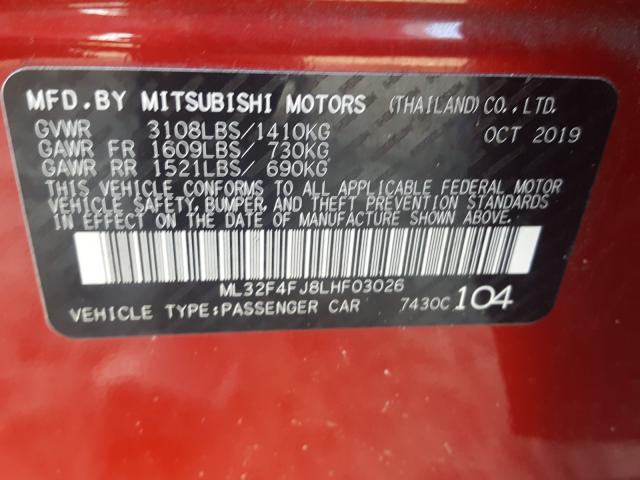 MFD.BY MITSUBISHI MOTORS (THAILAND)CO.,LTD.
GVWR 3108LBS/1410KG OCT 2019
GAWR FR 1609LBS/ 730KG
GAWR RR 1521LBS/ 690KG
THIS VEHICLE CONFORMS TO ALL APPLICABLE FEDERAL MOTOR
VEHICLE SAFETY, BUMPER, AND THEFT PREVENTION STANDARDS
IN EFFECT ON THE DATE OF MANUFACTURE SHOWN ABOVE.
ML32F4FJ8LHF03026
VEHICLE TYPE:PASSENGER CAR 7430C 104